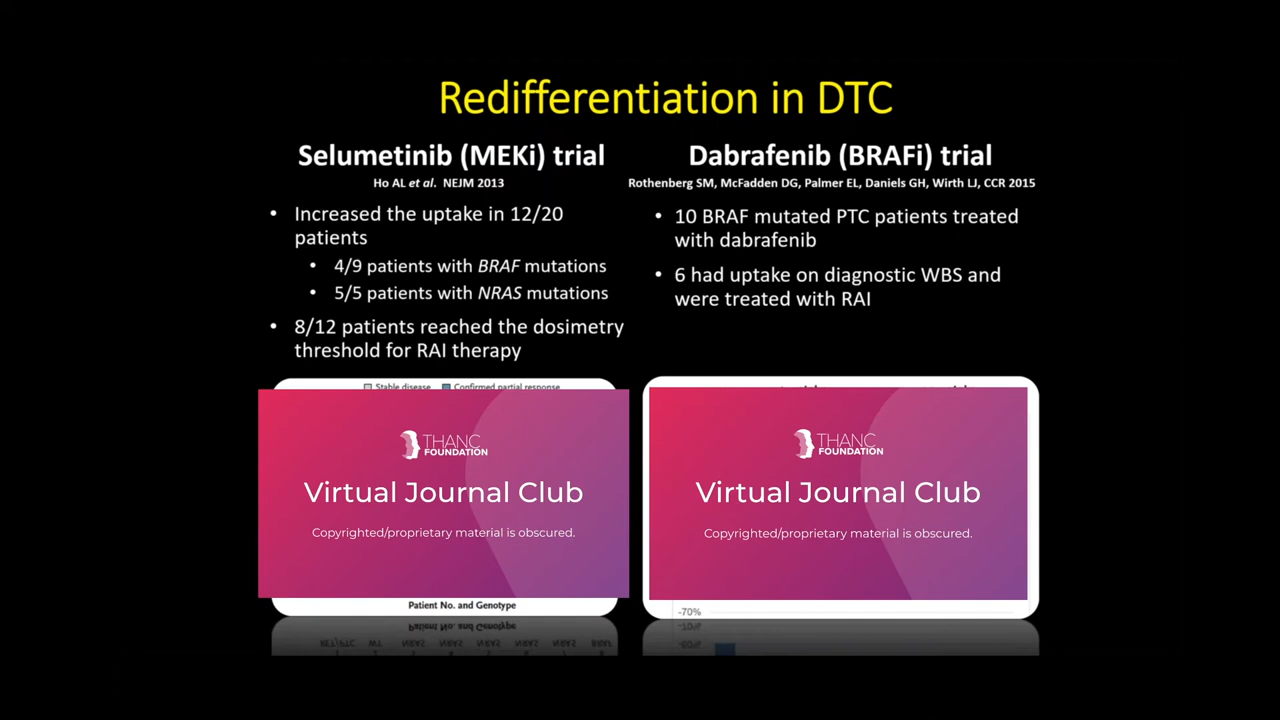 Redifferentiation in DTC
Selumetinib (MEKi) trial
Ho AL et al. NEJM 2013
• Increased the uptake in 12/20
patients
• 4/9 patients with BRAF mutations
• 5/5 patients with NRAS mutations
• 8/12 patients reached the dosimetry
threshold for RAI therapy
Dabrafenib (BRAFi) trial
Rothenberg SM, McFadden DG, Palmer EL, Daniels GH, Wirth LJ, CCR 2015
• 10 BRAF mutated PTC patients treated
with dabrafenib
• 6 had uptake on diagnostic WBS and
were treated with RAI
Stable disease Confirmed partial response
THANC
FOUNDATION
Virtual Journal Club
Copyrighted/proprietary material is obscured.
Patient No. and Genotype
THANC
FOUNDATION
Virtual Journal Club
Copyrighted/proprietary material is obscured.
-70%